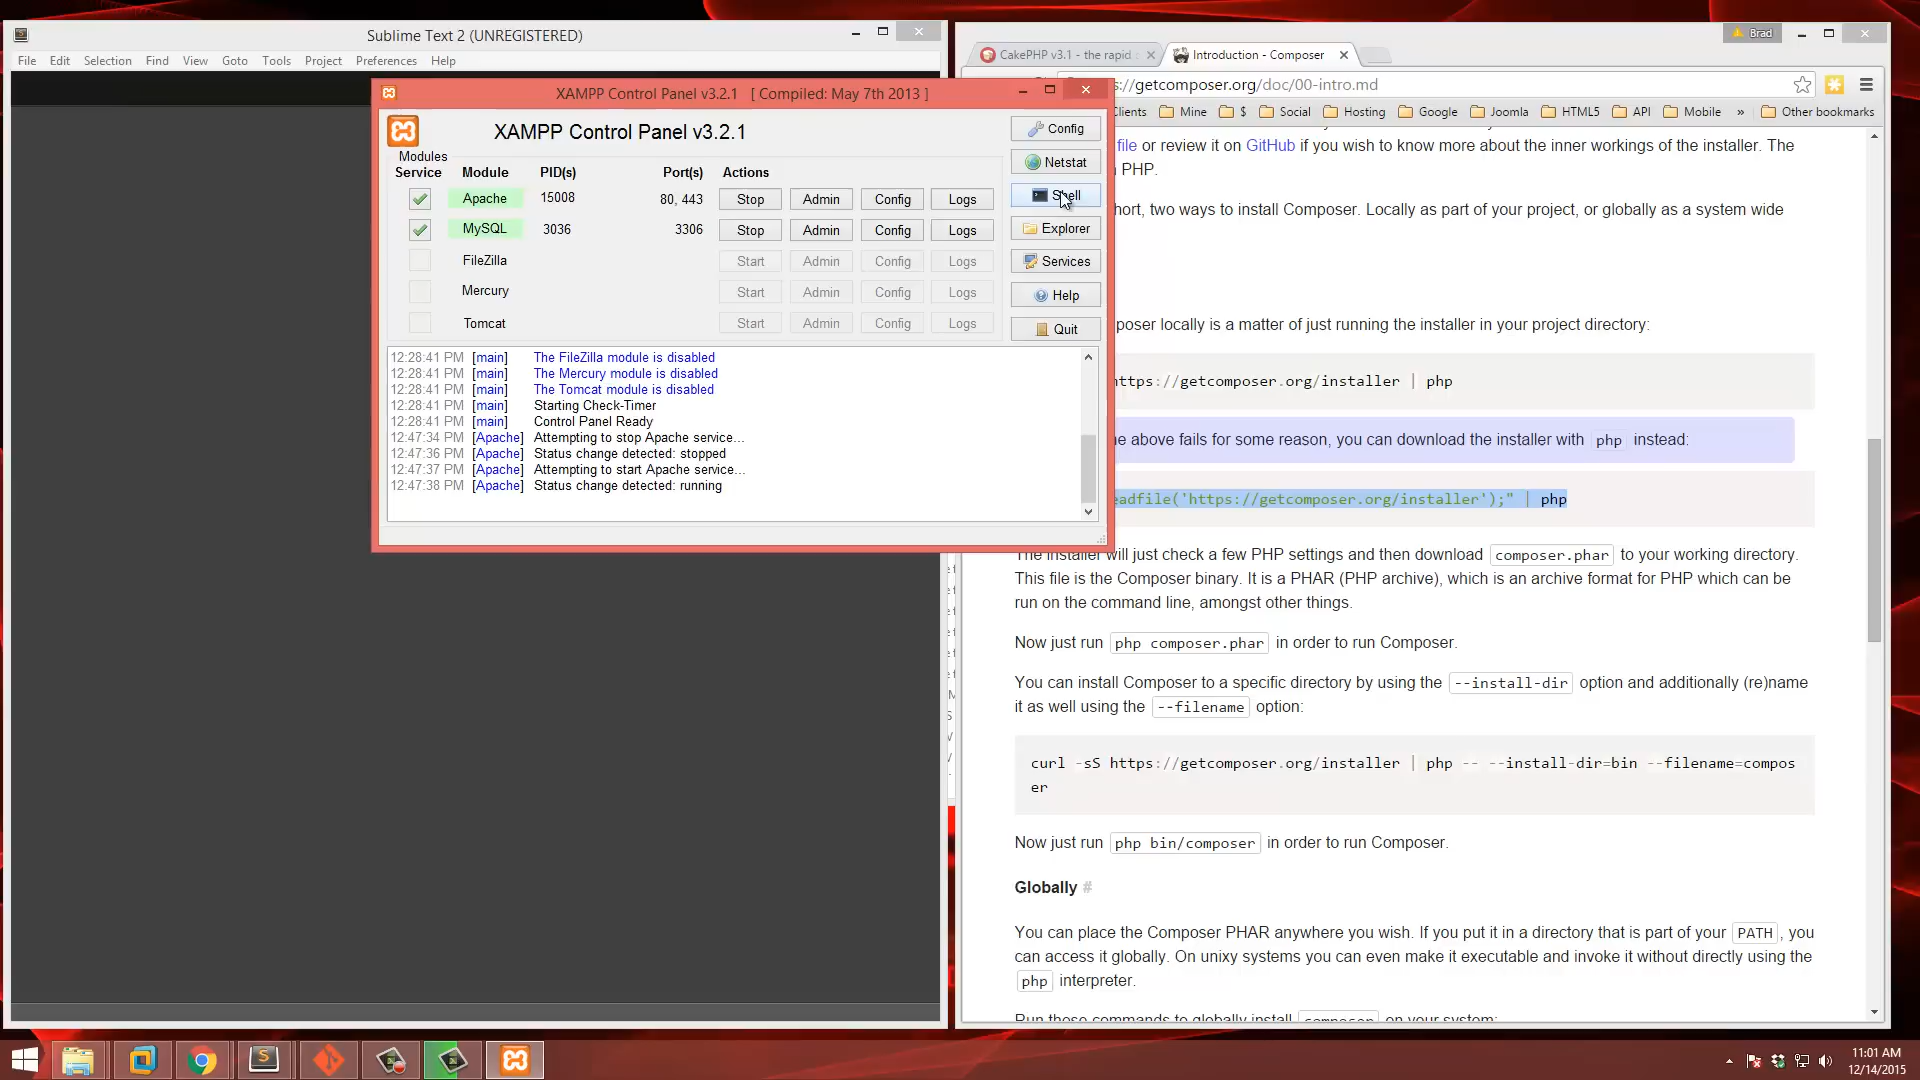 Sublime Text 2 (UNREGISTERED)
File Edit Selection Find View Goto Tools Project Preferences Help
XAMPP Control Panel v3.2.1 [ Compiled: May 7th 2013 ]
XAMPP Control Panel v3.2.1
Modules
Service Module PID(s) Port(s) Actions
Apache 15008 80, 443 Stop Admin Config Logs
MySQL 3036 3306 Stop Admin Config Logs
FileZilla Start Admin Config Logs
Mercury Start Admin Config Logs
Tomcat Start Admin Config Logs
Config
Netstat
Shell
Explorer
Services
Help
Quit
12:28:41 PM [main] The FileZilla module is disabled
12:28:41 PM [main] The Mercury module is disabled
12:28:41 PM [main] The Tomcat module is disabled
12:28:41 PM [main] Starting Check-Timer
12:28:41 PM [main] Control Panel Ready
12:47:34 PM [Apache] Attempting to stop Apache service...
12:47:36 PM [Apache] Status change detected: stopped
12:47:37 PM [Apache] Attempting to start Apache service...
12:47:38 PM [Apache] Status change detected: running
Brad
CakePHP v3.1 - the rapid
Introduction - Composer
://getcomposer.org/doc/00-intro.md
Clients Mine $ Social Hosting Google Joomla HTML5 API Mobile » Other bookmarks
file or review it on GitHub if you wish to know more about the inner workings of the installer. The
PHP.
hort, two ways to install Composer. Locally as part of your project, or globally as a system wide
poser locally is a matter of just running the installer in your project directory:
ttps://getcomposer.org/installer | php
e above fails for some reason, you can download the installer with php instead:
eadfile('https://getcomposer.org/installer');" | php
The installer will just check a few PHP settings and then download composer.phar to your working directory.
This file is the Composer binary. It is a PHAR (PHP archive), which is an archive format for PHP which can be
run on the command line, amongst other things.
Now just run php composer.phar in order to run Composer.
You can install Composer to a specific directory by using the --install-dir option and additionally (re)name
it as well using the --filename option:
curl -sS https://getcomposer.org/installer | php -- --install-dir=bin --filename=compos
er
Now just run php bin/composer in order to run Composer.
Globally #
You can place the Composer PHAR anywhere you wish. If you put it in a directory that is part of your PATH, you
can access it globally. On unixy systems you can even make it executable and invoke it without directly using the
php interpreter.
Run these commands to globally install composer on your system:
11:01 AM
12/14/2015